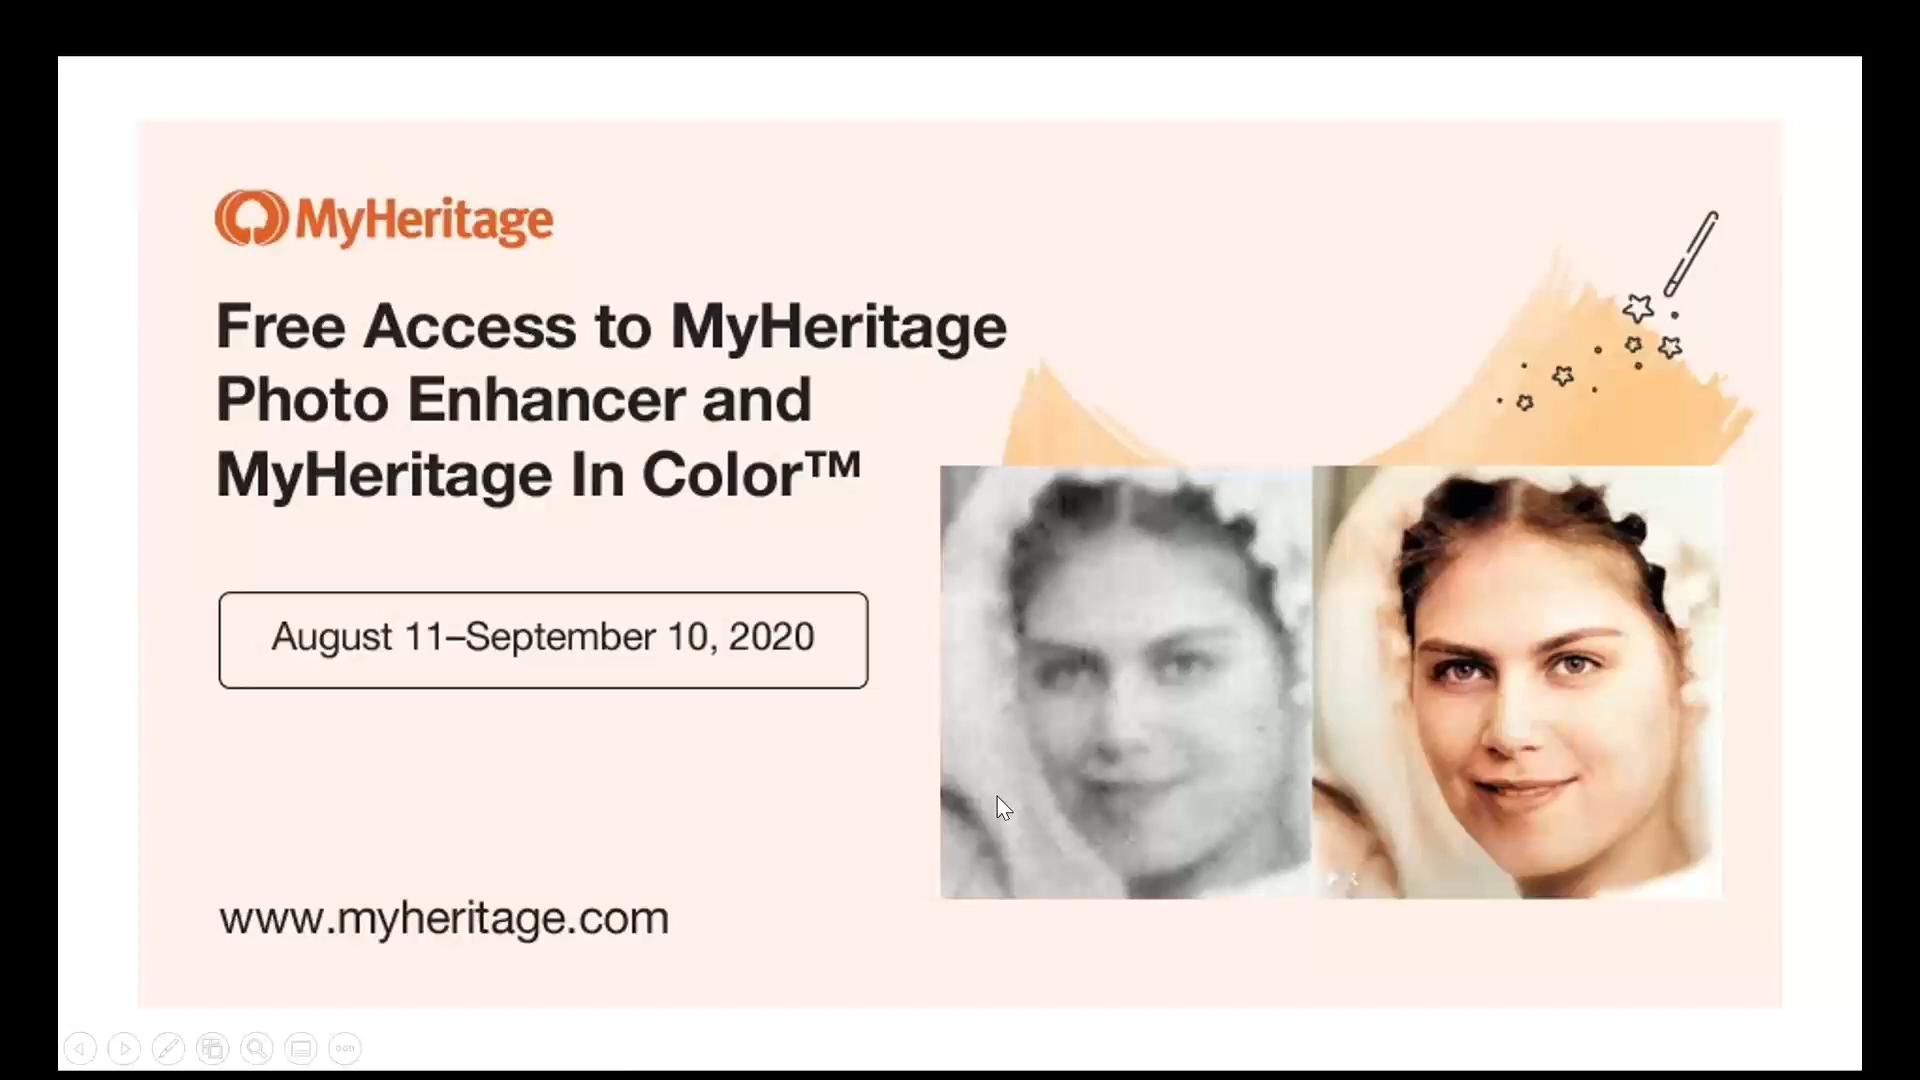 MyHeritage
Free Access to MyHeritage
Photo Enhancer and
MyHeritage In Color™
August 11–September 10, 2020
www.myheritage.com